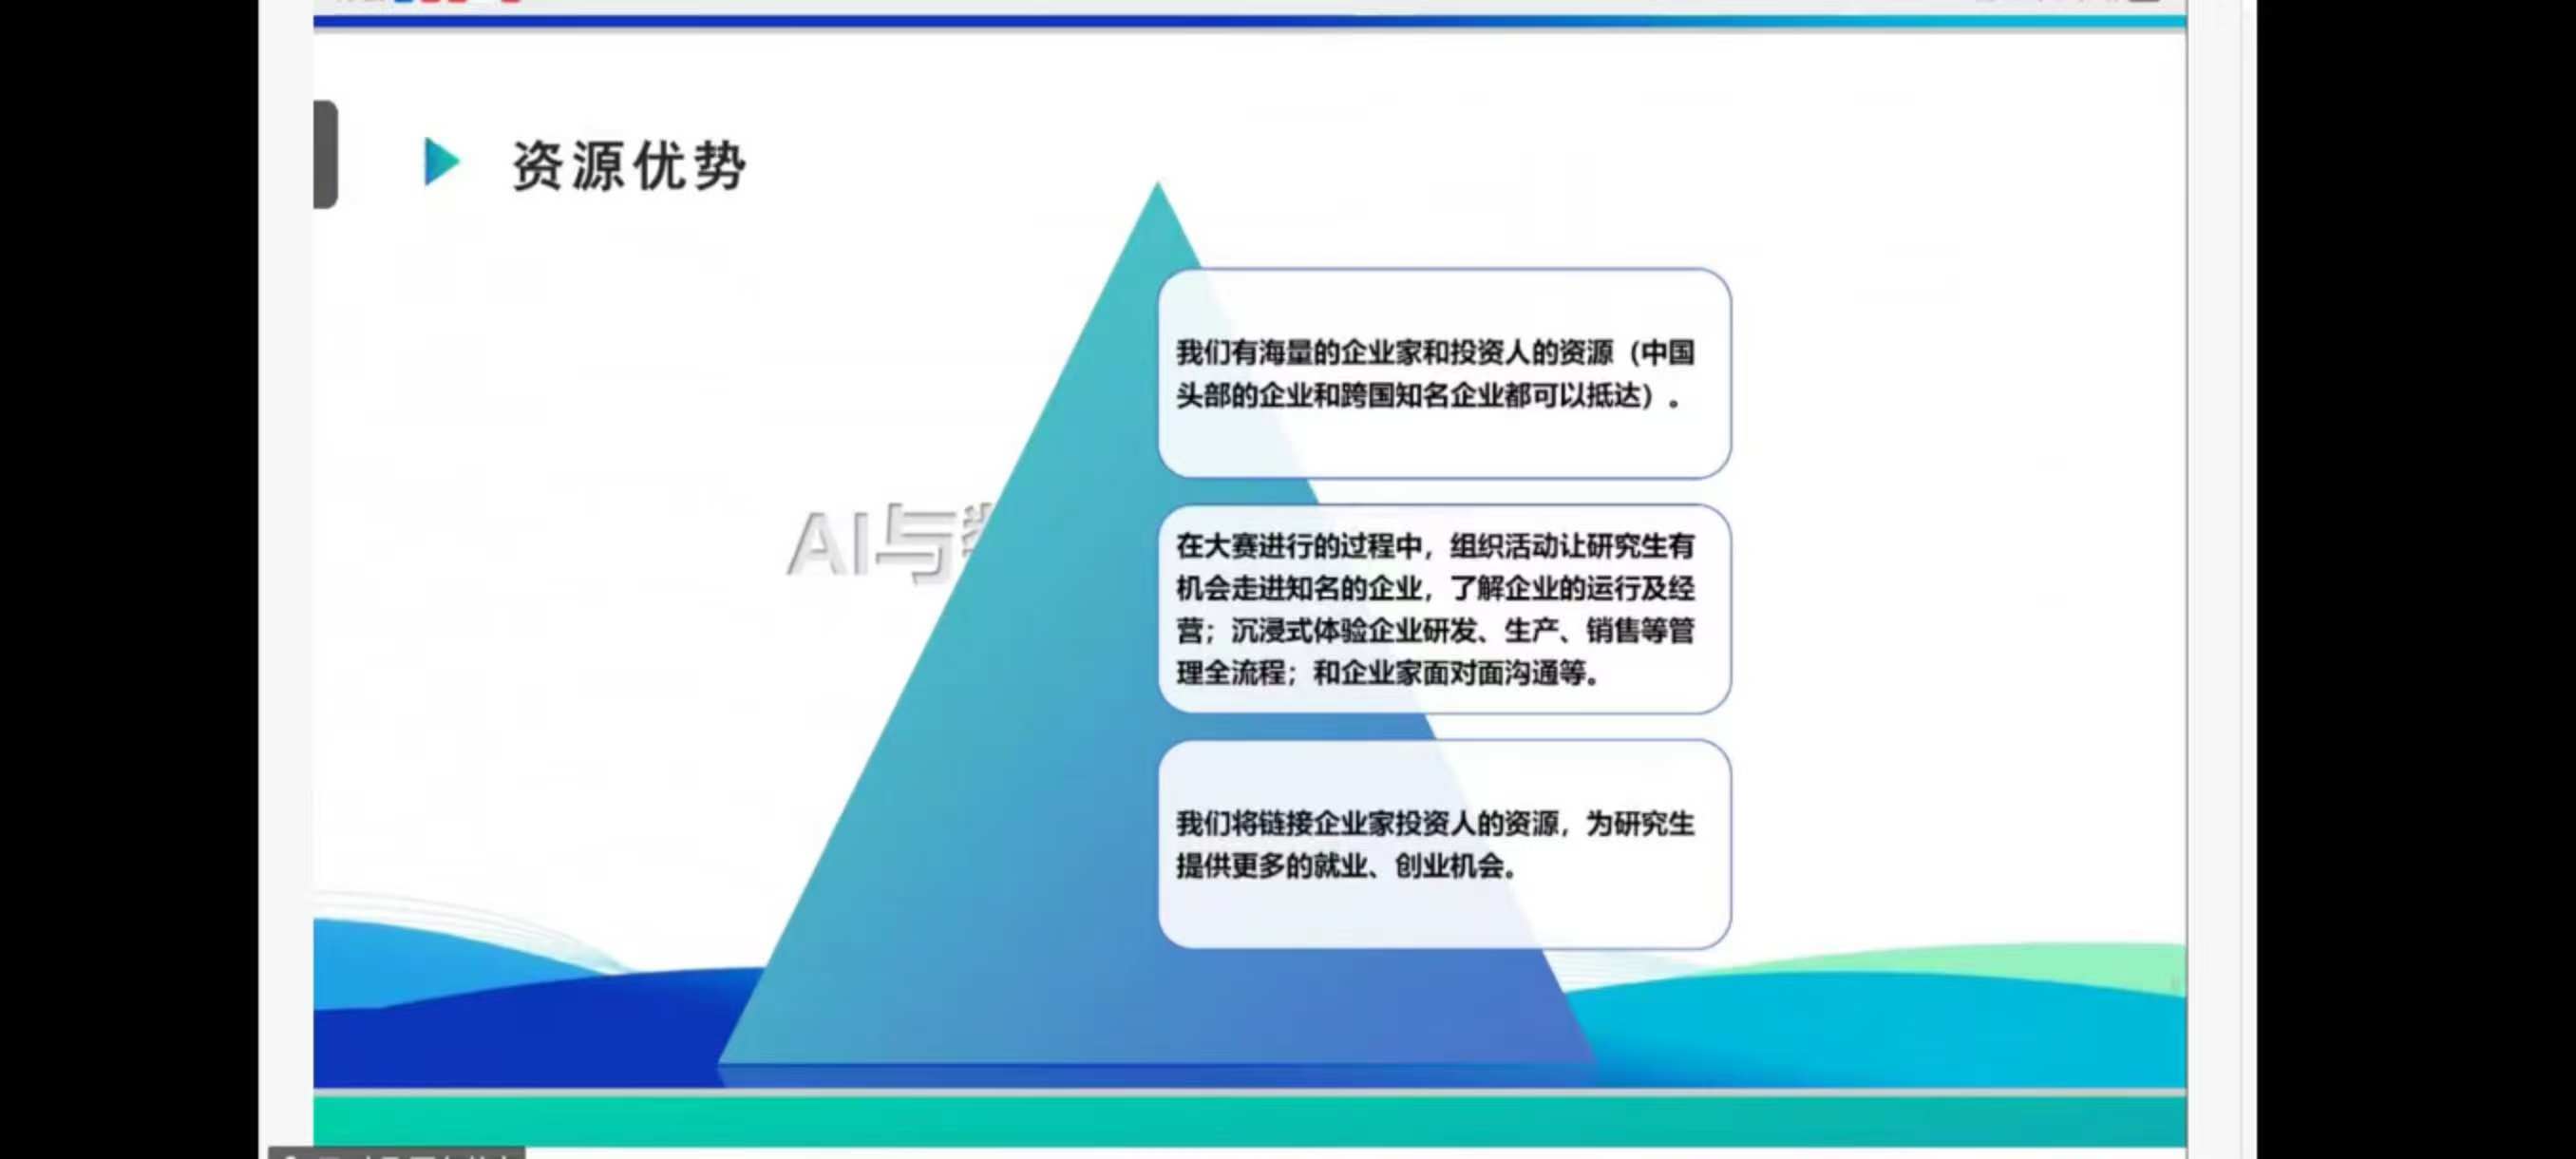 资源优势
我们有海量的企业家和投资人的资源（中国
头部的企业和跨国知名企业都可以抵达）。
AI与
在大赛进行的过程中，组织活动让研究生有
机会走进知名的企业，了解企业的运行及经
营；沉浸式体验企业研发、生产、销售等管
理全流程；和企业家面对面沟通等。
我们将链接企业家投资人的资源，为研究生
提供更多的就业、创业机会。